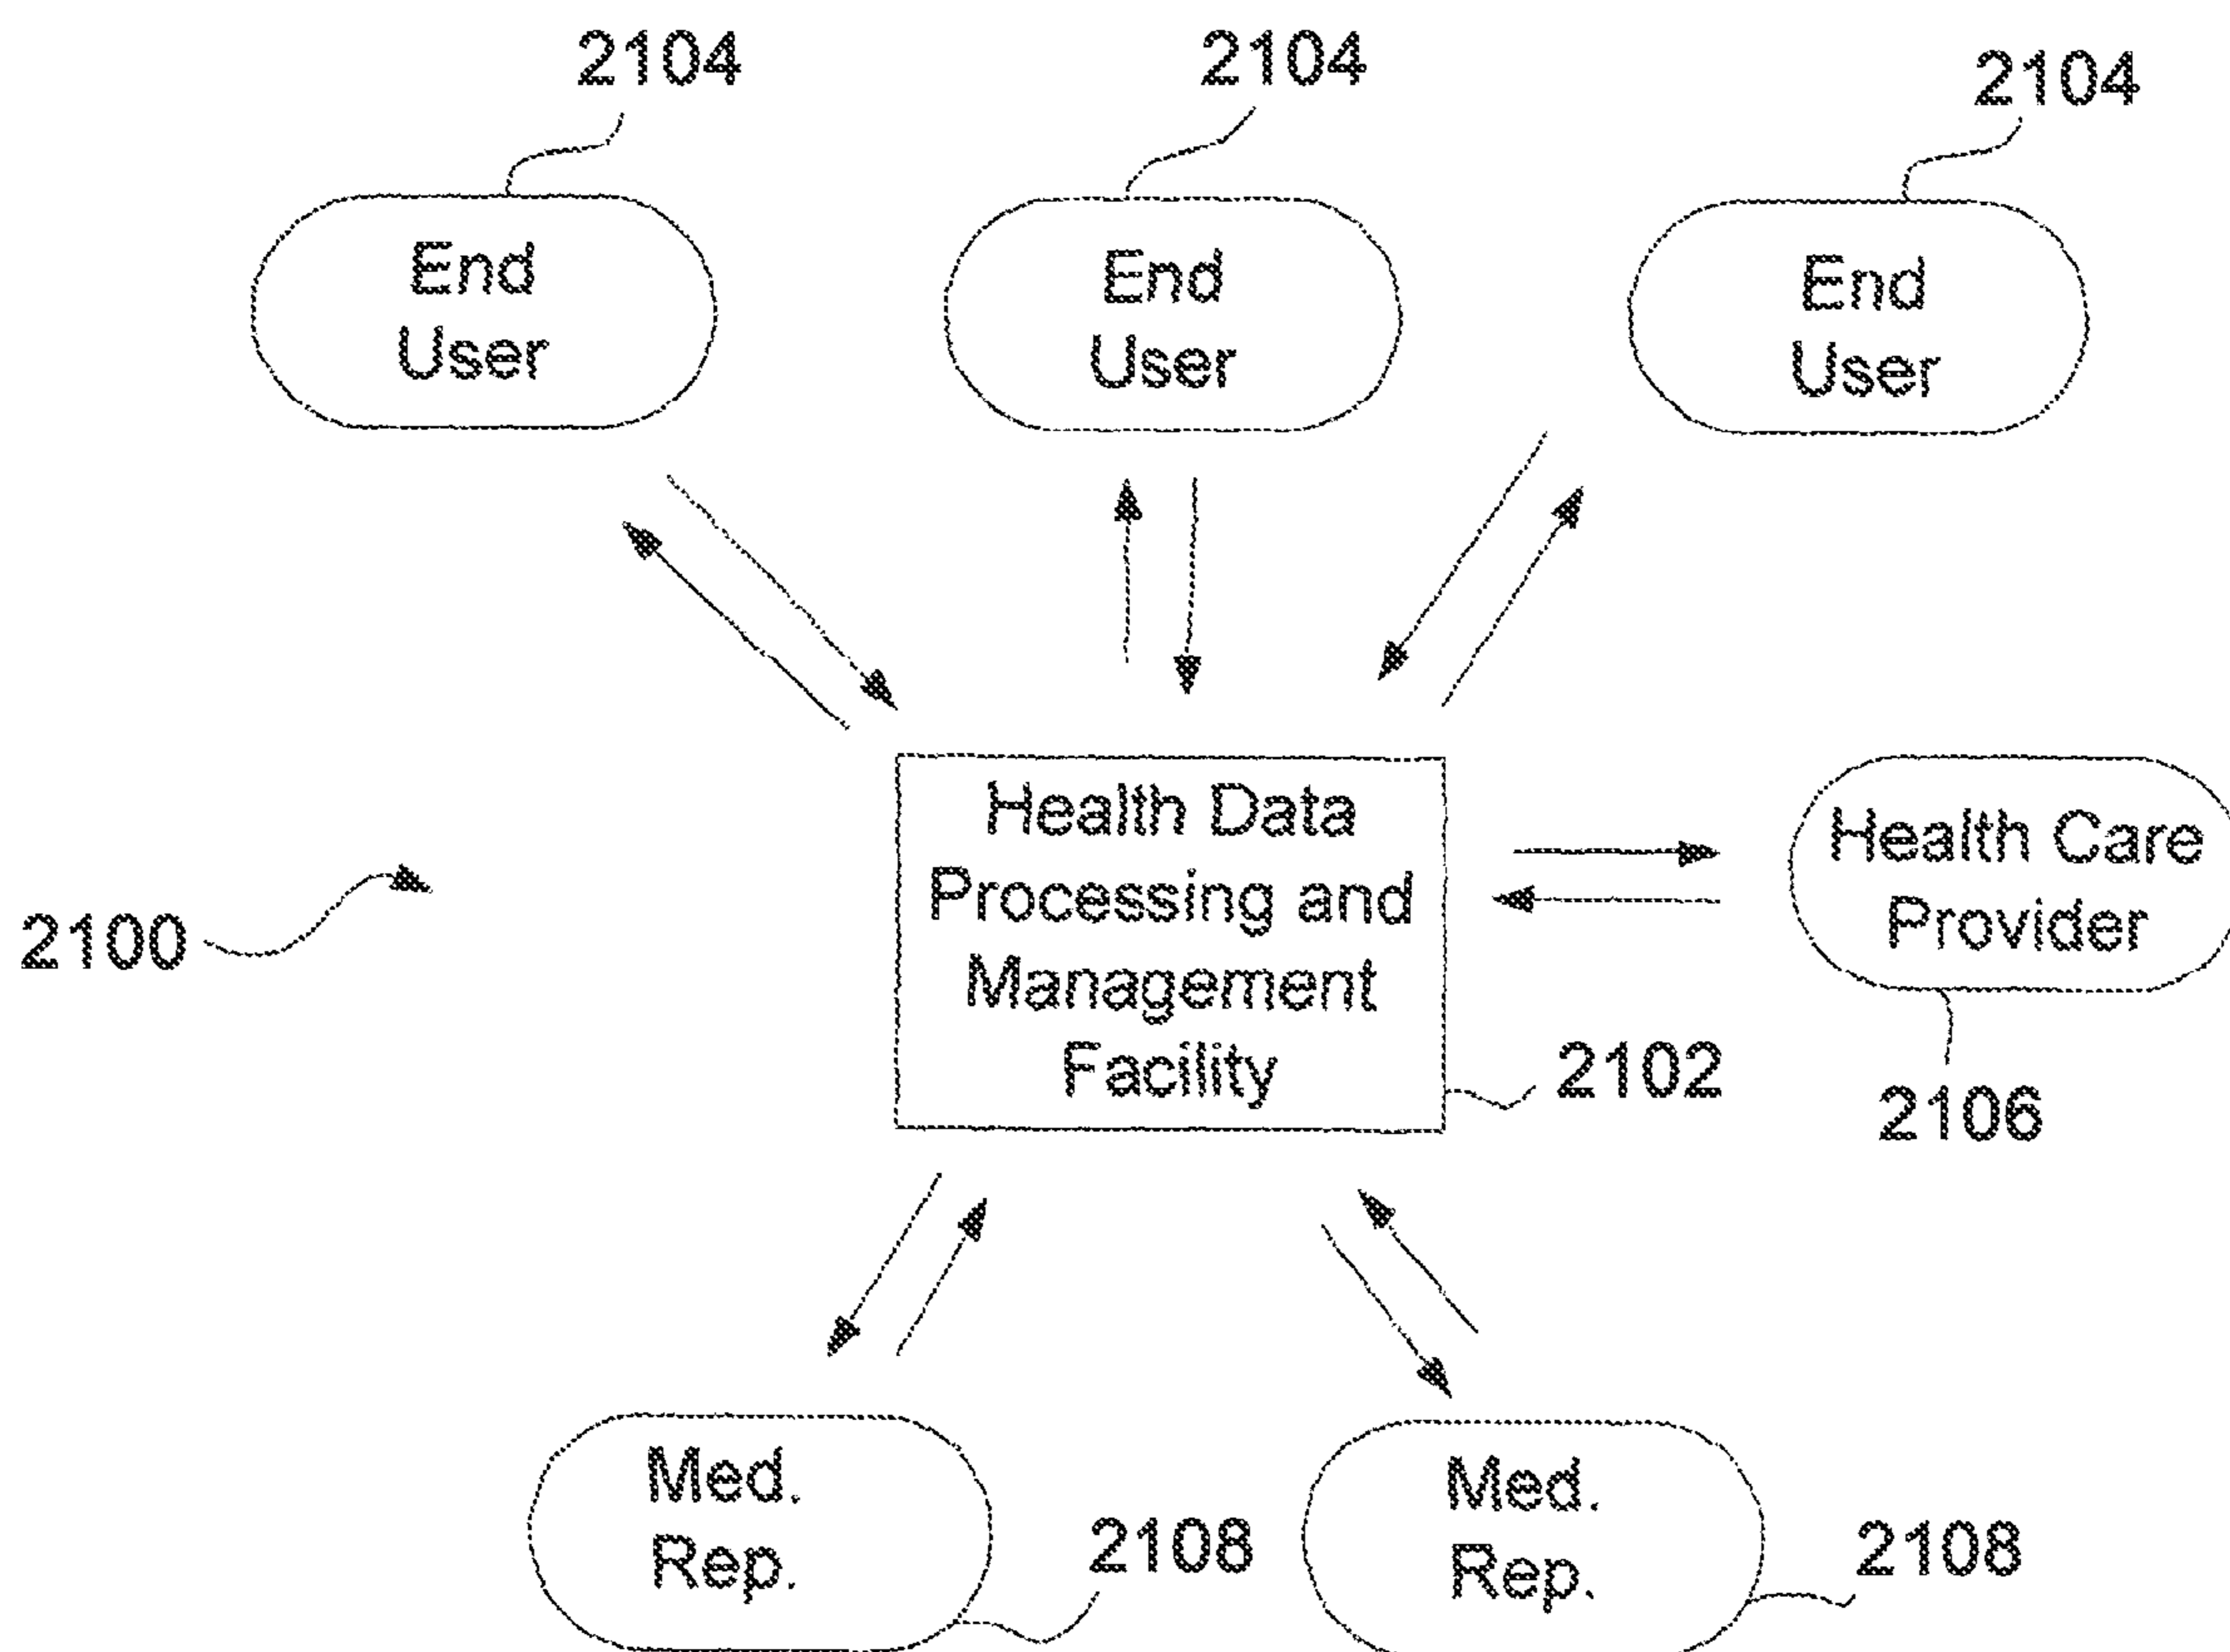 2104
2104
2104
End
User
End
User
End
User
Health Data
Processing and
Management
Facility
Health Care
Provider
2100
2102
2106
Med.
Rep.
2108
Med.
Rep.
2108